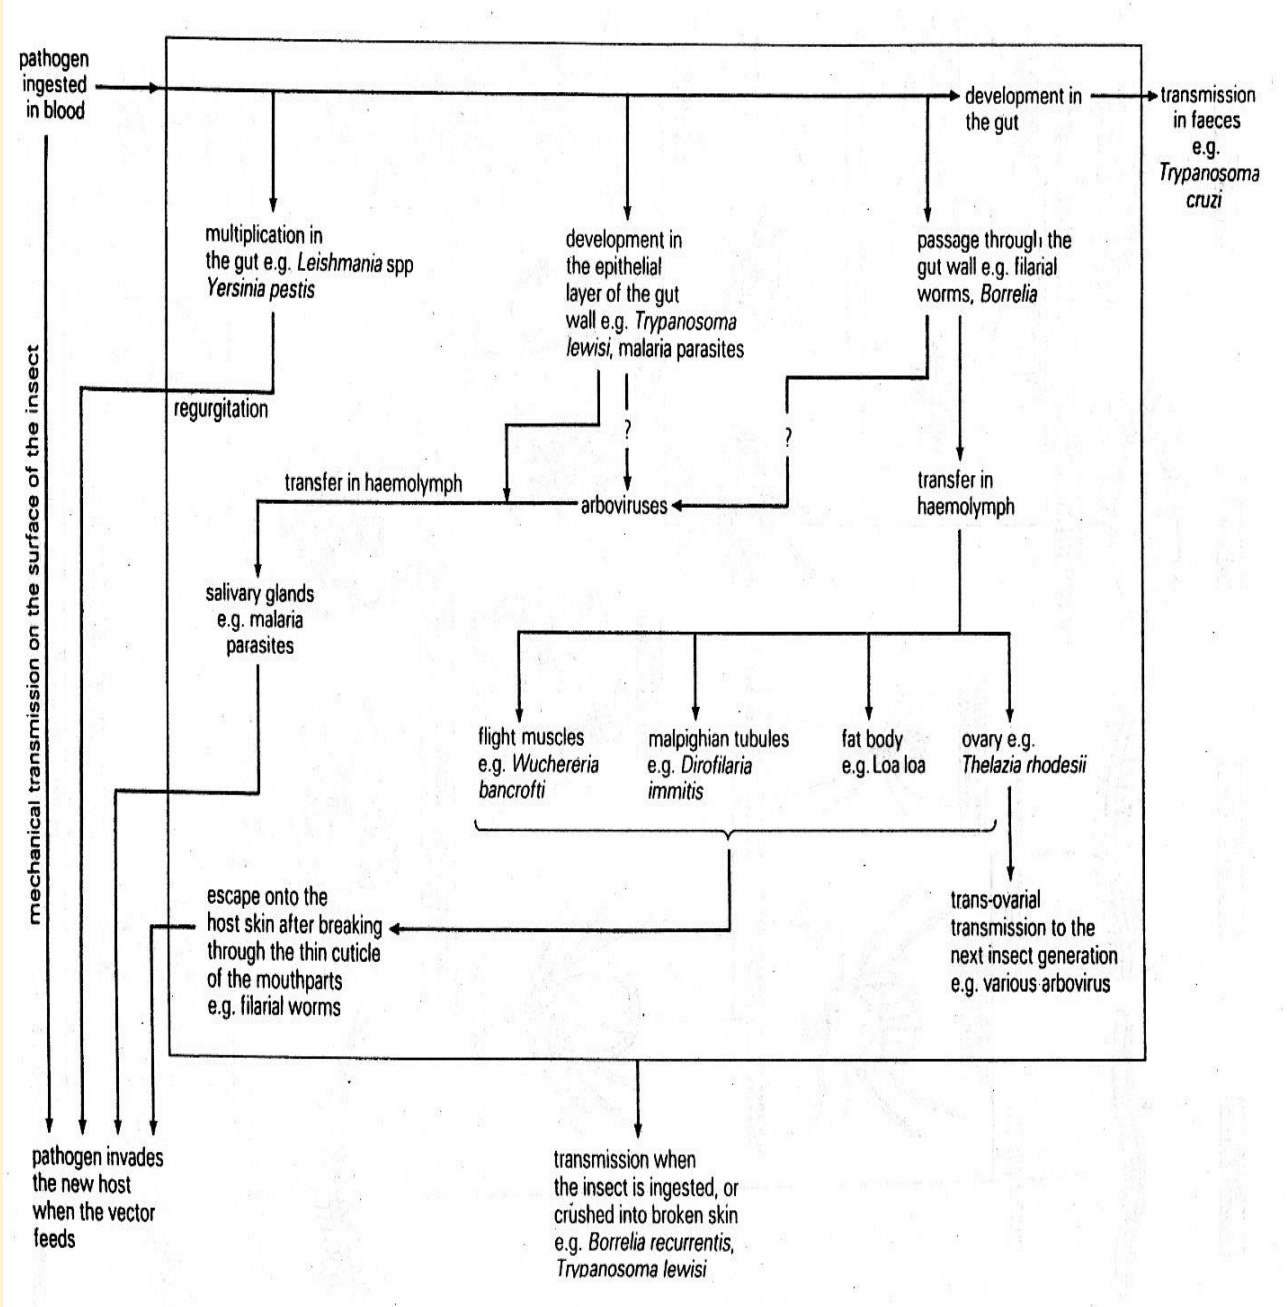 pathogen
ingested
in blood
development in
the gut
transmission
in faeces
e.g.
Trypanosoma
cruzi
multiplication in
the gut e.g. Leishmania spp
Yersinia pestis
development in
the epithelial
layer of the gut
wall e.g. Trypanosoma
lewisi, malaria parasites
passage through the
gut wall e.g. filarial
worms, Borrelia
regurgitation
?
?
transfer in haemolymph
arboviruses
transfer in
haemolymph
salivary glands
e.g. malaria
parasites
mechanical transmission on the surface of the insect
flight muscles
e.g. Wuchereria
bancrofti
malpighian tubules
e.g. Dirofilaria
immitis
fat body
e.g. Loa loa
ovary e.g.
Thelazia rhodesii
escape onto the
host skin after breaking
through the thin cuticle
of the mouthparts
e.g. filarial worms
trans-ovarial
transmission to the
next insect generation
e.g. various arbovirus
pathogen invades
the new host
when the vector
feeds
transmission when
the insect is ingested, or
crushed into broken skin
e.g. Borrelia recurrentis,
Trypanosoma lewisi